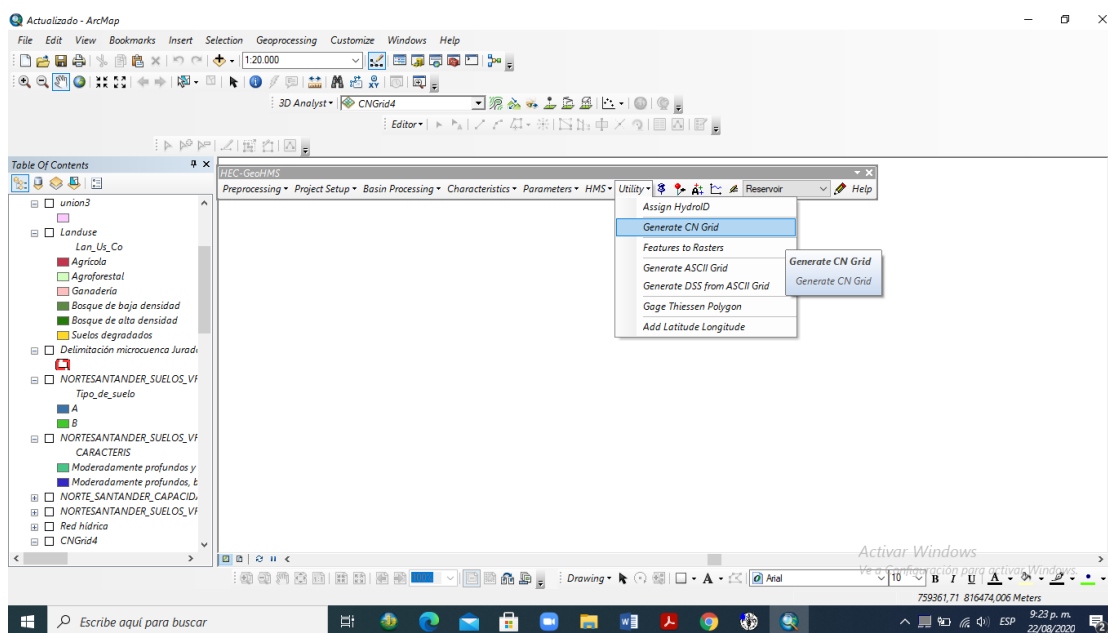 Actualizado - ArcMap
File Edit View Bookmarks Insert Selection Geoprocessing Customize Windows Help
1:20.000
3D Analyst CNGrid4
Editor
Table Of Contents
HEC-GeoHMS
Preprocessing Project Setup Basin Processing Characteristics Parameters HMS Utility Reservoir Help
Assign HydroID
Generate CN Grid
Features to Rasters
Generate ASCII Grid
Generate DSS from ASCII Grid
Gage Thiessen Polygon
Add Latitude Longitude
Generate CN Grid
Generate CN Grid
union3
Landuse
Lan_Us_Co
Agrícola
Agroforestal
Ganadería
Bosque de baja densidad
Bosque de alta densidad
Suelos degradados
Delimitación microcuenca Jurad
NORTESANTANDER_SUELOS_VF
Tipo_de_suelo
A
B
NORTESANTANDER_SUELOS_VF
CARACTERIS
Moderadamente profundos y
Moderadamente profundos, b
NORTE_SANTANDER_CAPACID
NORTESANTANDER_SUELOS_VF
Red hídrica
CNGrid4
Activar Windows
Ve a Configuración para activar Windows.
Drawing A Arial 10 B I U A
759361,71 816474,006 Meters
Escribe aquí para buscar
ESP
9:23 p. m.
22/08/2020